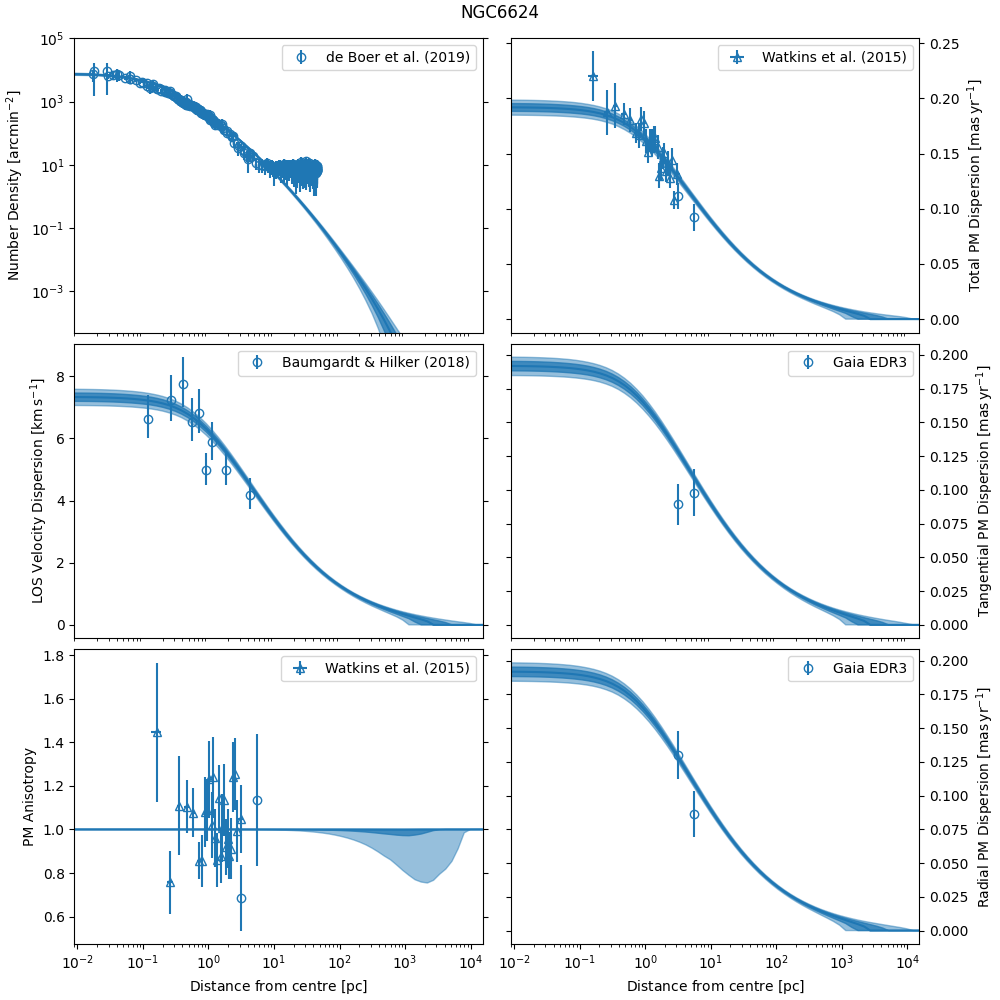 NGC6624
de Boer et al. (2019)
Number Density [arcmin⁻²]
10⁵
10³
10¹
10⁻¹
10⁻³
Watkins et al. (2015)
Total PM Dispersion [mas yr⁻¹]
0.25
0.20
0.15
0.10
0.05
0.00
Baumgardt & Hilker (2018)
LOS Velocity Dispersion [km s⁻¹]
8
6
4
2
0
Gaia EDR3
Tangential PM Dispersion [mas yr⁻¹]
0.200
0.175
0.150
0.125
0.100
0.075
0.050
0.025
0.000
Watkins et al. (2015)
PM Anisotropy
1.8
1.6
1.4
1.2
1.0
0.8
0.6
10⁻² 10⁻¹ 10⁰ 10¹ 10² 10³ 10⁴
Distance from centre [pc]
Gaia EDR3
Radial PM Dispersion [mas yr⁻¹]
0.200
0.175
0.150
0.125
0.100
0.075
0.050
0.025
0.000
10⁻² 10⁻¹ 10⁰ 10¹ 10² 10³ 10⁴
Distance from centre [pc]